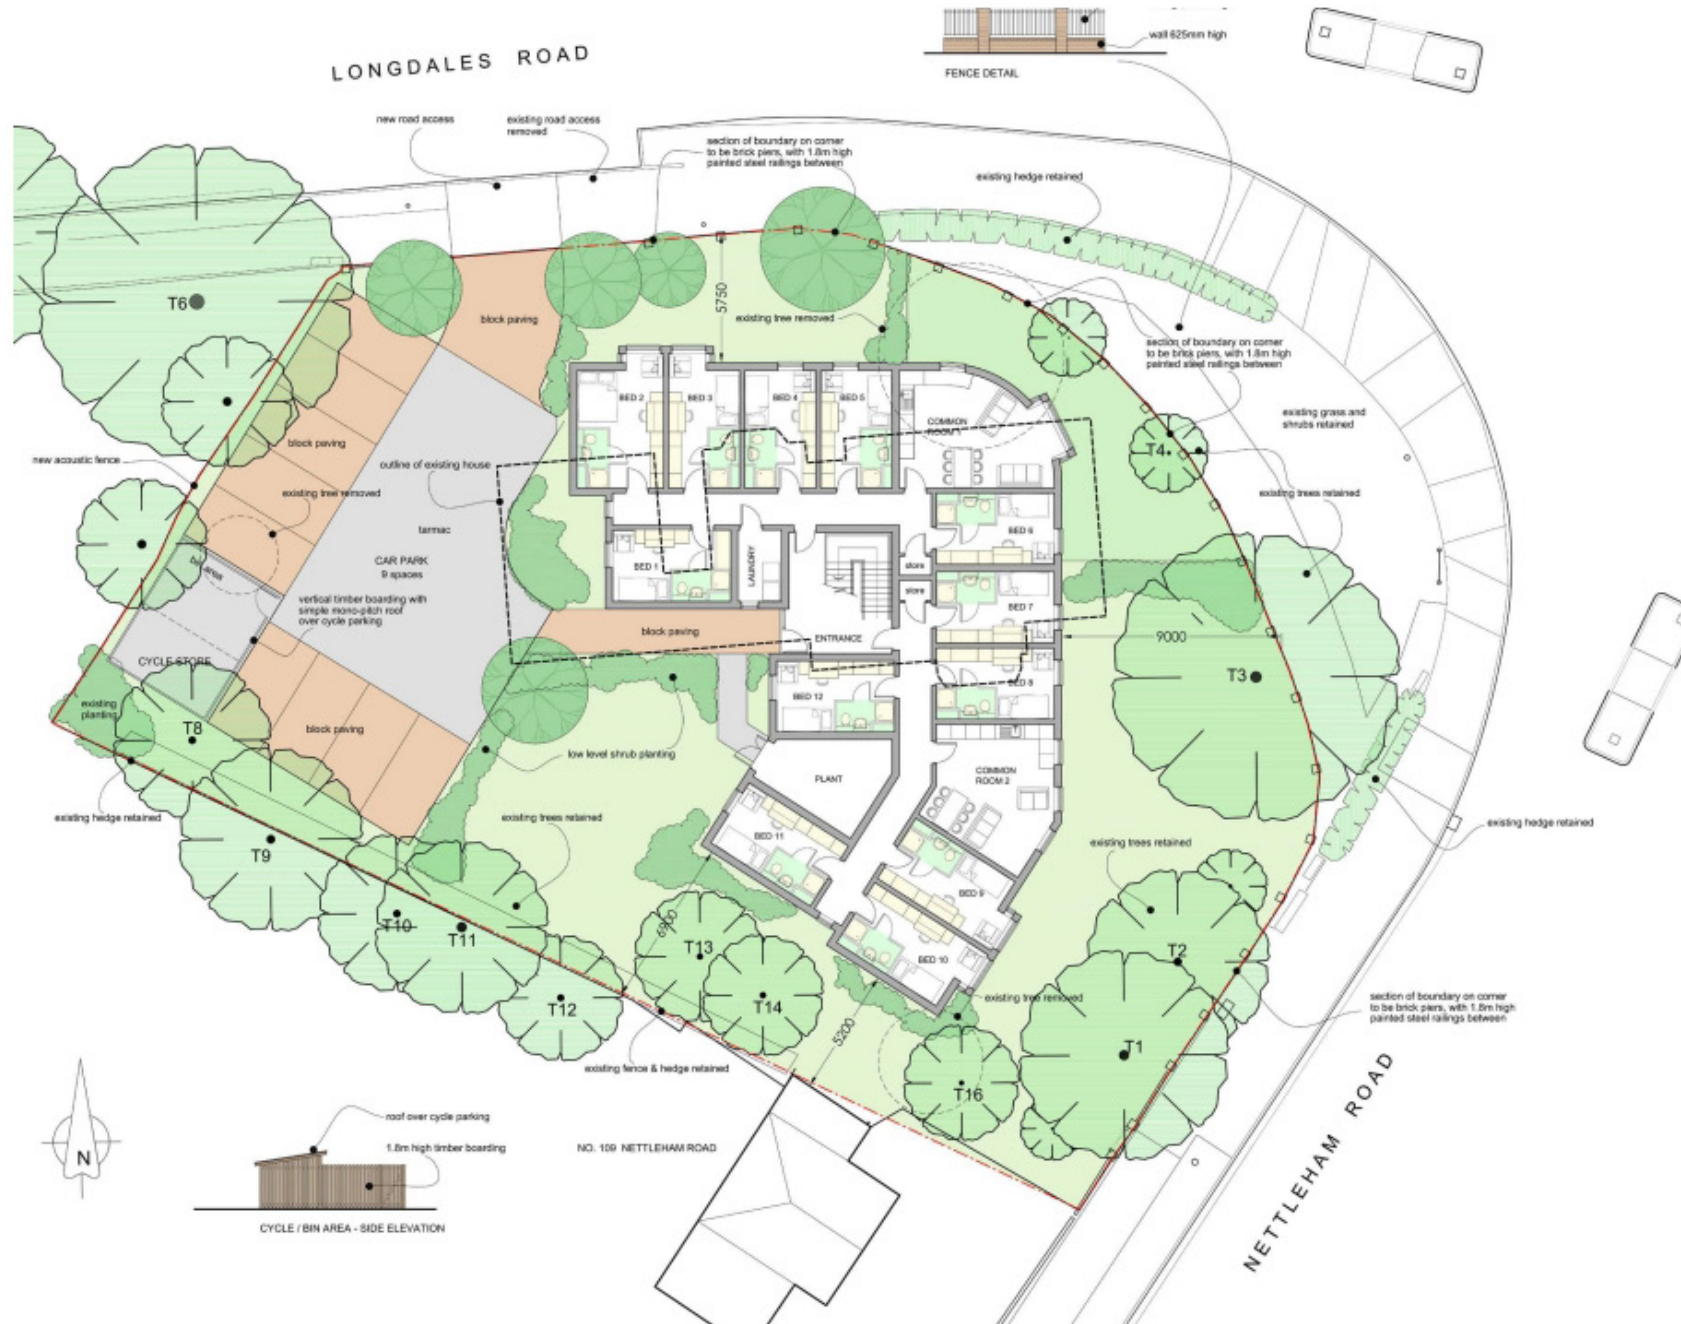 LONGDALES ROAD
wall 625mm high
FENCE DETAIL
new road access
existing road access
removed
section of boundary on corner
to be brick piers, with 1.8m high
painted steel railings between
existing hedge retained
T6
block paving
5750
existing tree removed
section of boundary on corner
to be brick piers, with 1.8m high
painted steel railings between
BED 2
BED 3
BED 4
BED 5
COMMON
ROOM 1
existing grass and
shrubs retained
block paving
new acoustic fence
outline of existing house
T4
existing tree removed
existing trees retained
tarmac
BED 6
CAR PARK
9 spaces
BED 1
LAUNDRY
store
store
bin area
vertical timber boarding with
simple mono-pitch roof
over cycle parking
BED 7
block paving
ENTRANCE
9000
CYCLE STORE
T3
BED 8
BED 12
existing
planting
T8
block paving
low level shrub planting
PLANT
COMMON
ROOM 2
existing hedge retained
existing trees retained
existing hedge retained
BED 11
existing trees retained
T9
BED 9
T10
T11
6900
T13
T2
BED 10
T12
T14
existing tree removed
section of boundary on corner
to be brick piers, with 1.8m high
painted steel railings between
5200
T1
existing fence & hedge retained
T16
roof over cycle parking
1.8m high timber boarding
N
NO. 109 NETTLEHAM ROAD
NETTLEHAM ROAD
CYCLE / BIN AREA - SIDE ELEVATION